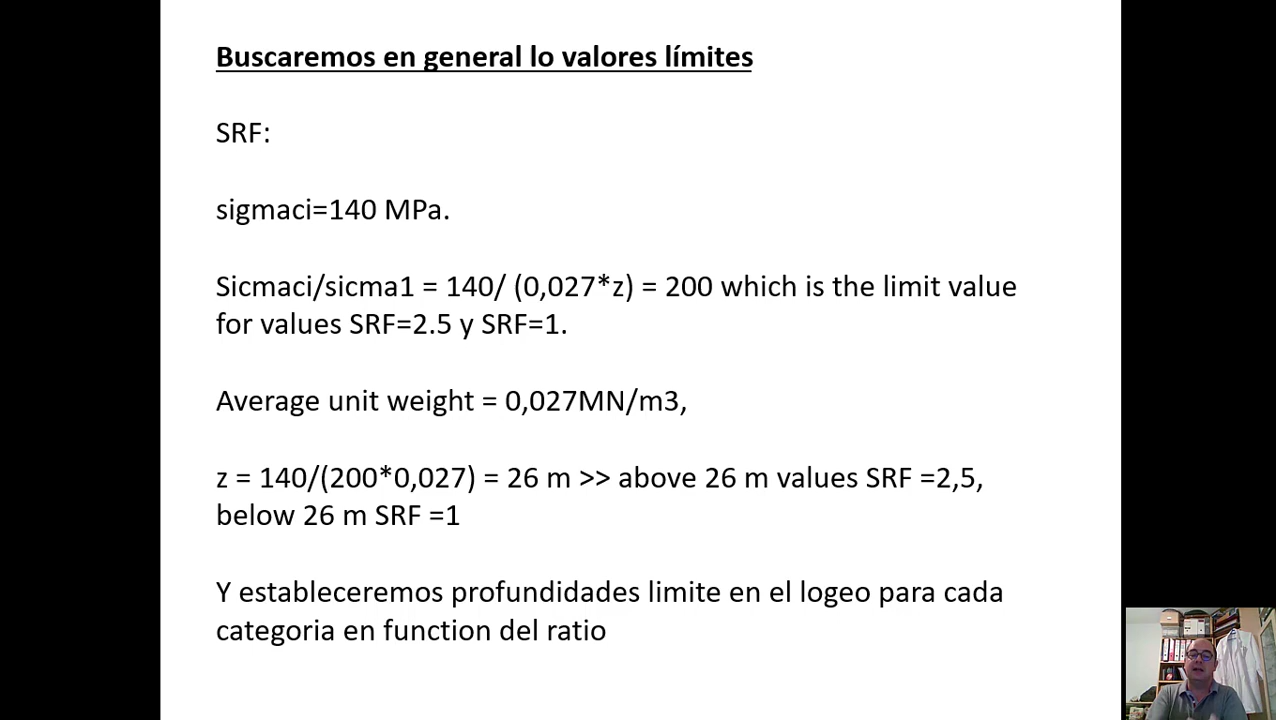 Buscaremos en general lo valores límites
SRF:
sigmaci=140 MPa.
Sicmaci/sicma1 = 140/ (0,027*z) = 200 which is the limit value
for values SRF=2.5 y SRF=1.
Average unit weight = 0,027MN/m3,
z = 140/(200*0,027) = 26 m >> above 26 m values SRF =2,5,
below 26 m SRF =1
Y estableceremos profundidades limite en el logeo para cada
categoria en function del ratio